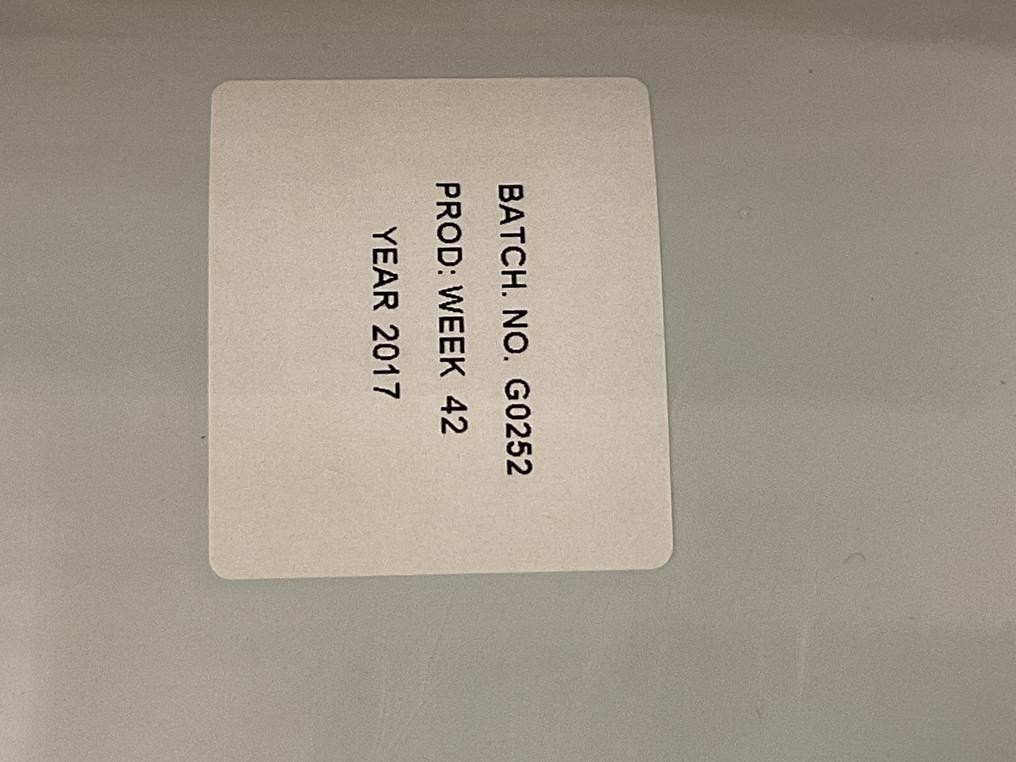 BATCH. NO. G0252
PROD: WEEK 42
YEAR 2017